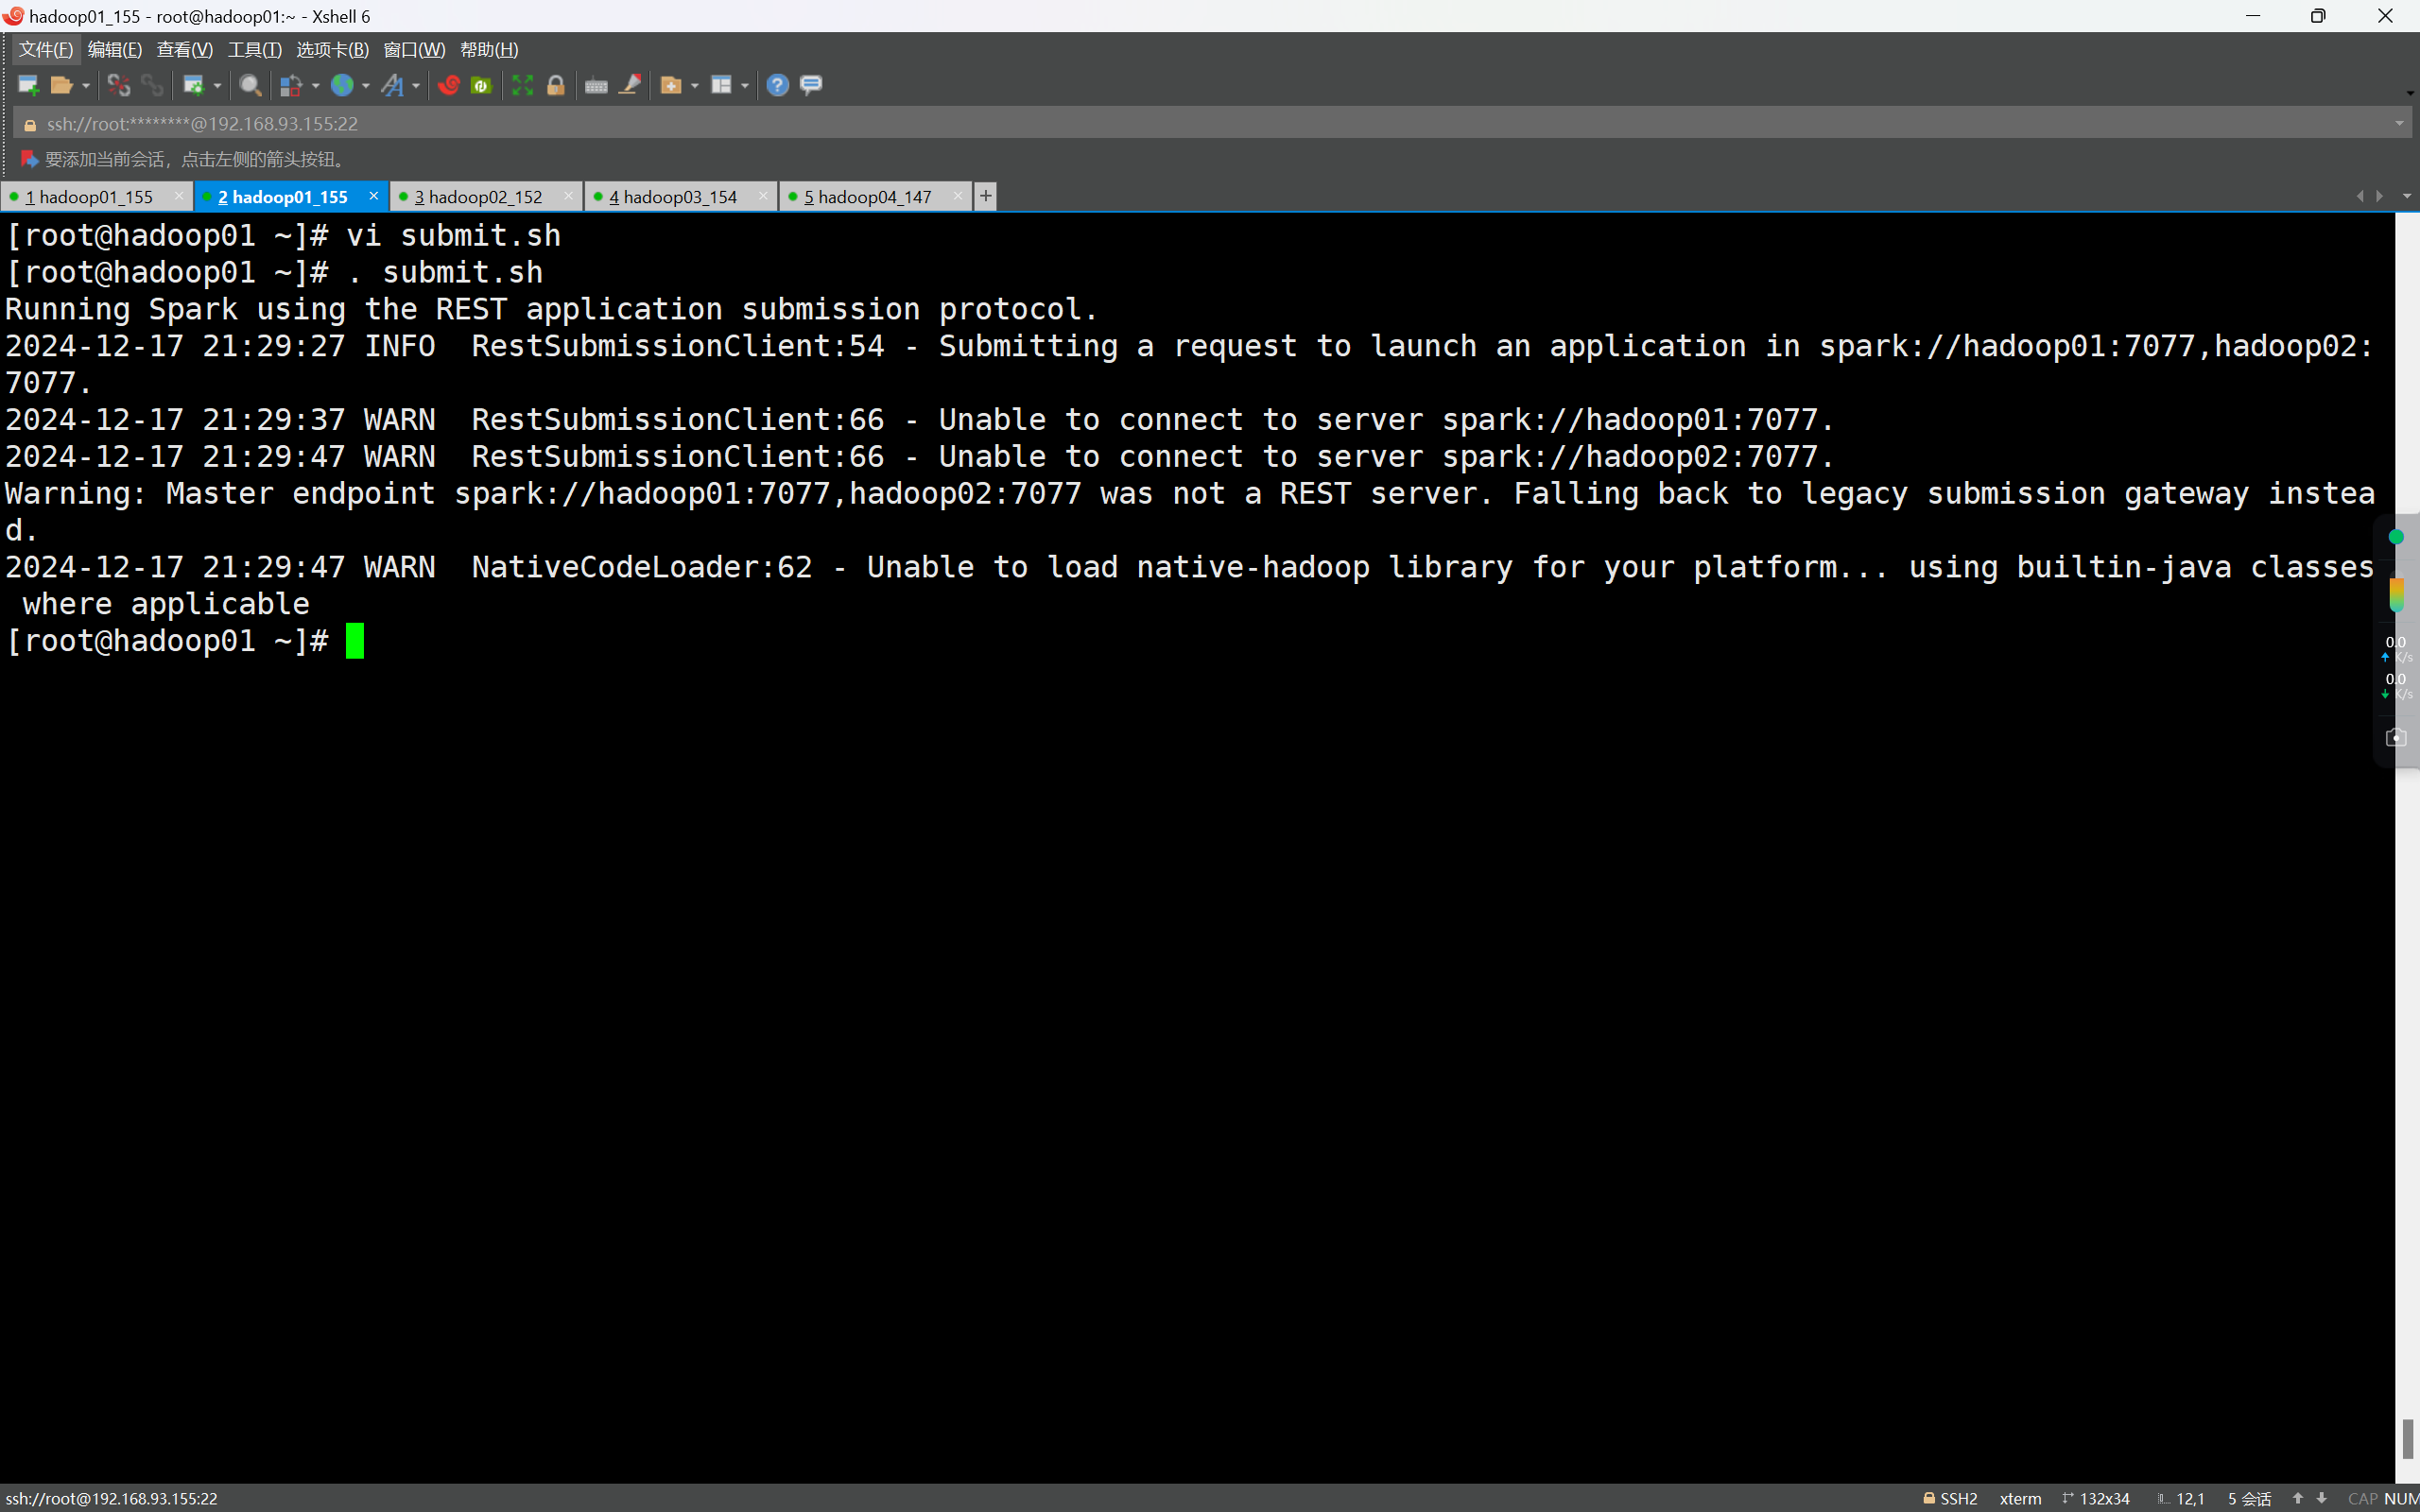 hadoop01_155 - root@hadoop01:~ - Xshell 6
文件(F) 编辑(E) 查看(V) 工具(T) 选项卡(B) 窗口(W) 帮助(H)
ssh://root:********@192.168.93.155:22
要添加当前会话，点击左侧的箭头按钮。
1 hadoop01_155 2 hadoop01_155 3 hadoop02_152 4 hadoop03_154 5 hadoop04_147
[root@hadoop01 ~]# vi submit.sh
[root@hadoop01 ~]# . submit.sh
Running Spark using the REST application submission protocol.
2024-12-17 21:29:27 INFO  RestSubmissionClient:54 - Submitting a request to launch an application in spark://hadoop01:7077,hadoop02:
7077.
2024-12-17 21:29:37 WARN  RestSubmissionClient:66 - Unable to connect to server spark://hadoop01:7077.
2024-12-17 21:29:47 WARN  RestSubmissionClient:66 - Unable to connect to server spark://hadoop02:7077.
Warning: Master endpoint spark://hadoop01:7077,hadoop02:7077 was not a REST server. Falling back to legacy submission gateway instea
d.
2024-12-17 21:29:47 WARN  NativeCodeLoader:62 - Unable to load native-hadoop library for your platform... using builtin-java classes
 where applicable
[root@hadoop01 ~]#
0.0
K/s
0.0
K/s
ssh://root@192.168.93.155:22 SSH2 xterm 132x34 12,1 5 会话 CAP NUM